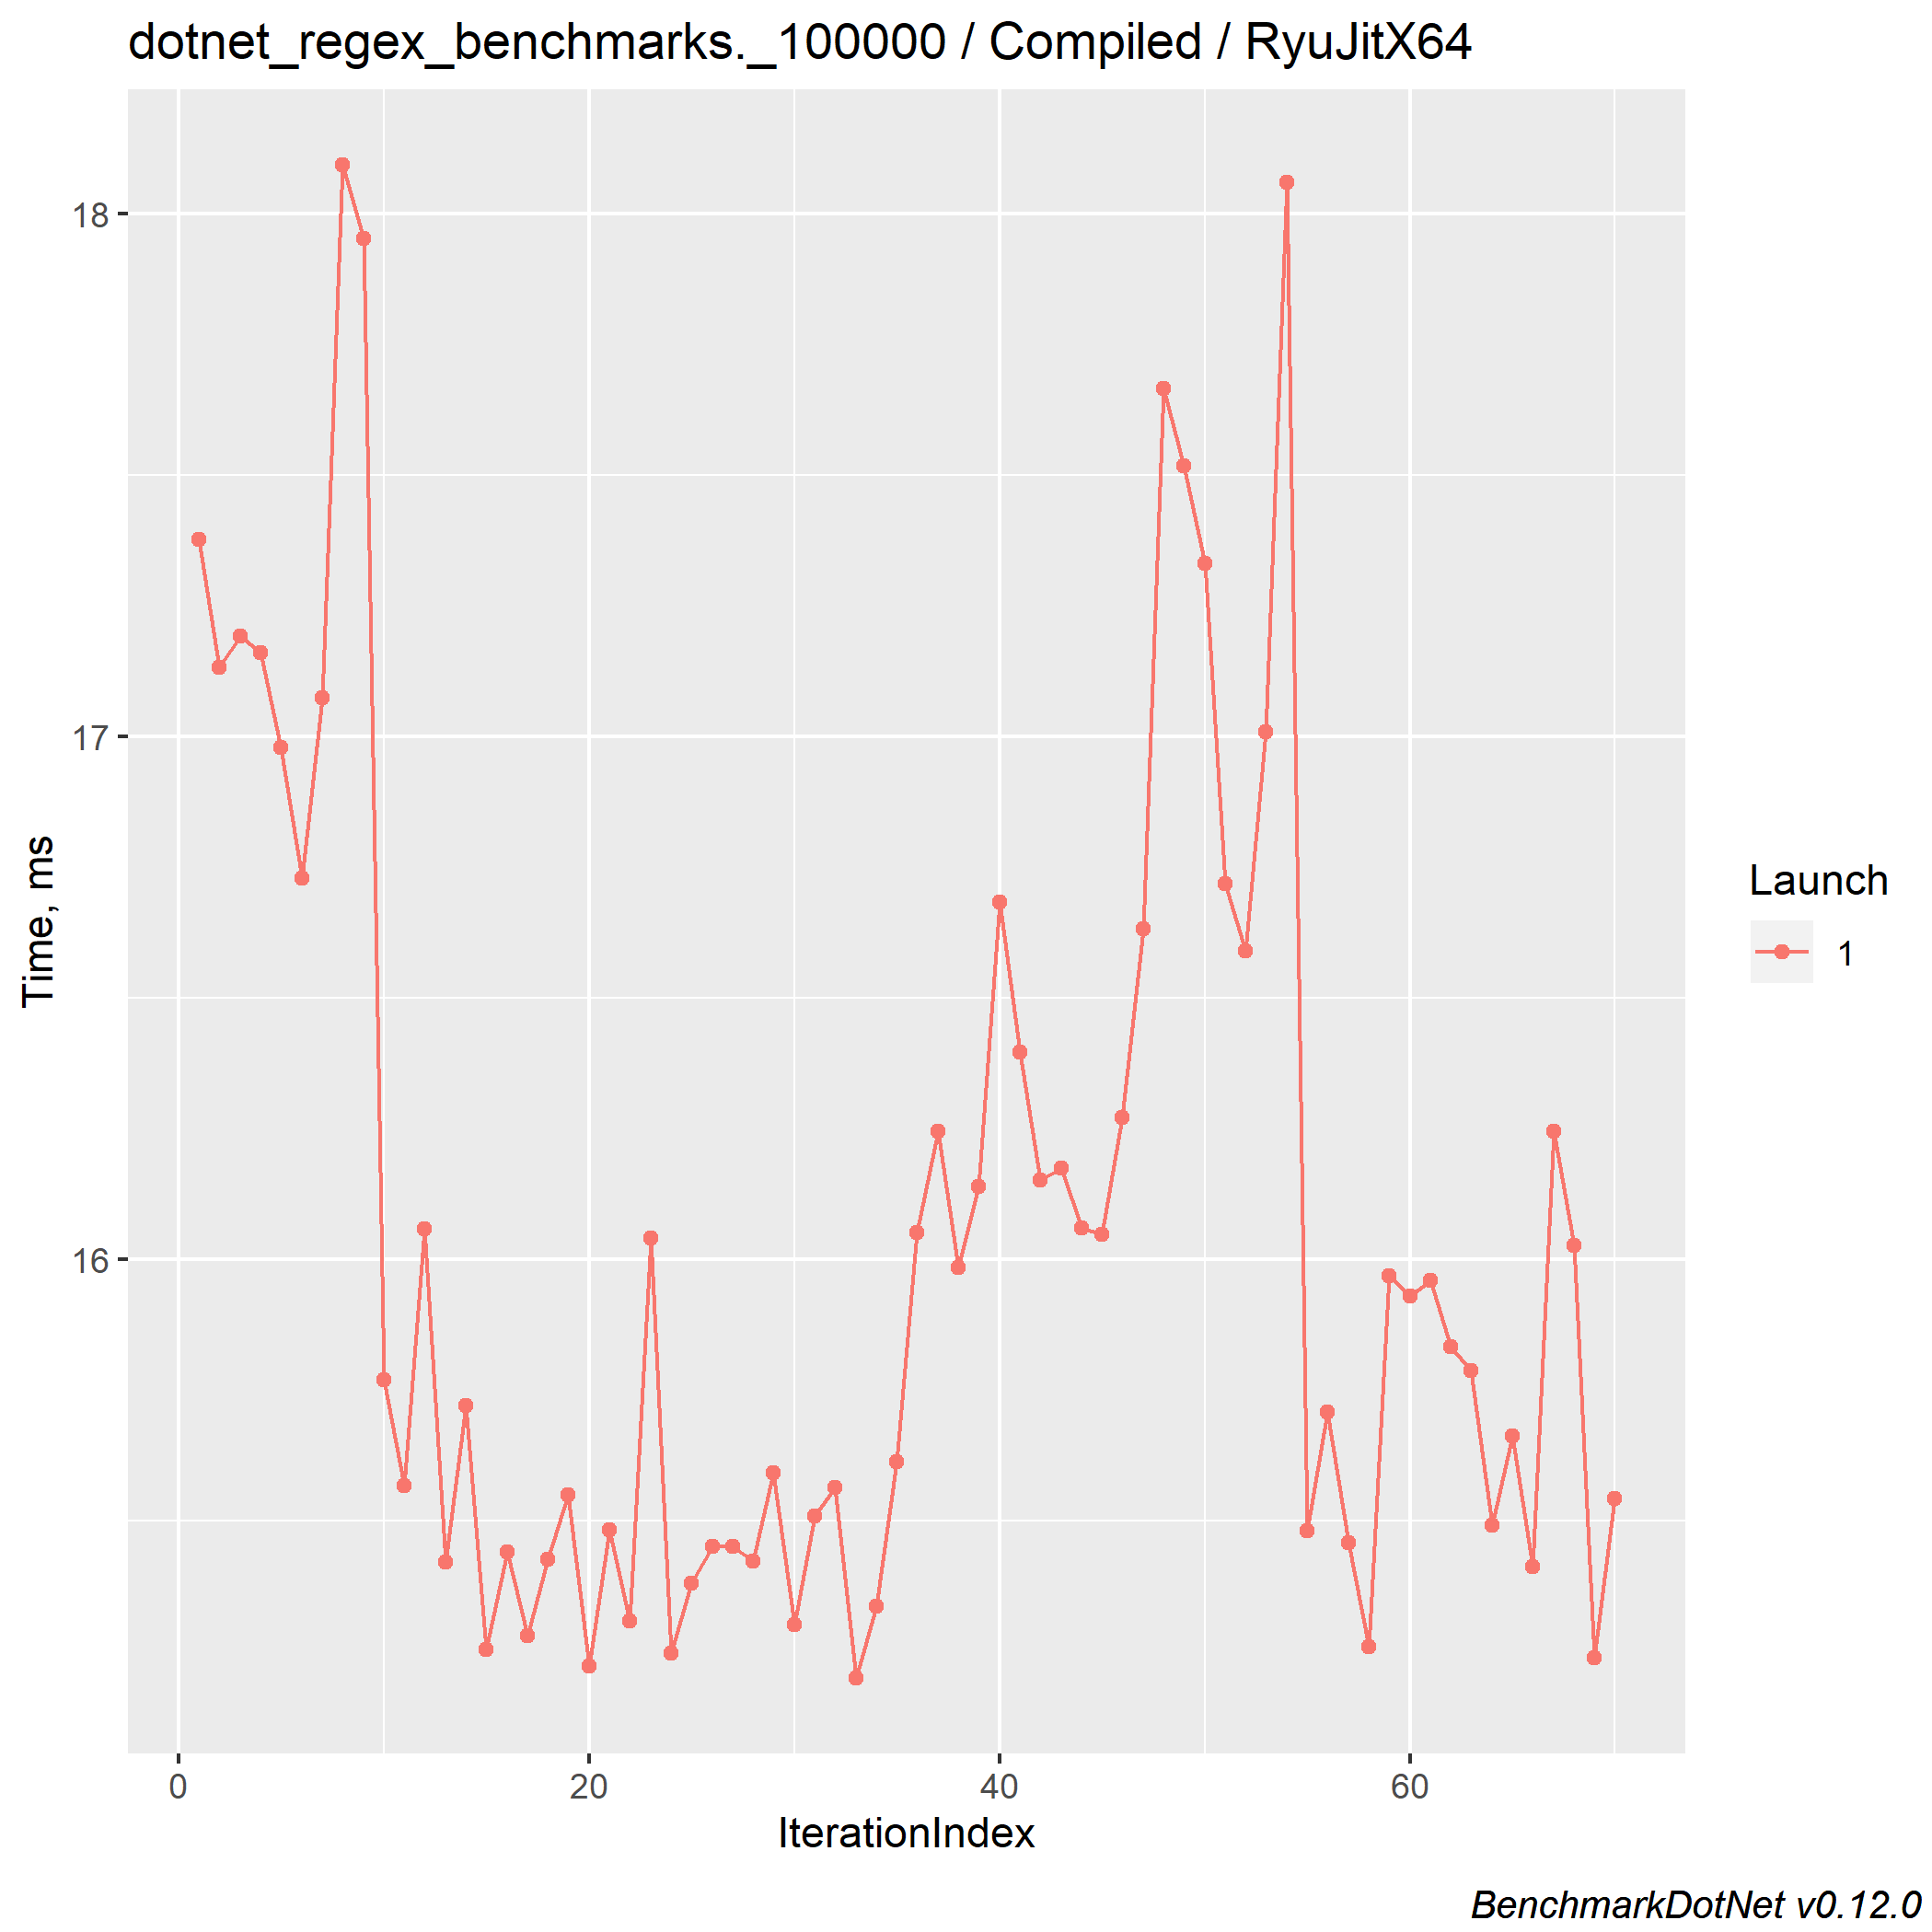 dotnet_regex_benchmarks._100000 / Compiled / RyuJitX64
18
17
16
Time, ms
0 20 40 60
IterationIndex
Launch
1
BenchmarkDotNet v0.12.0